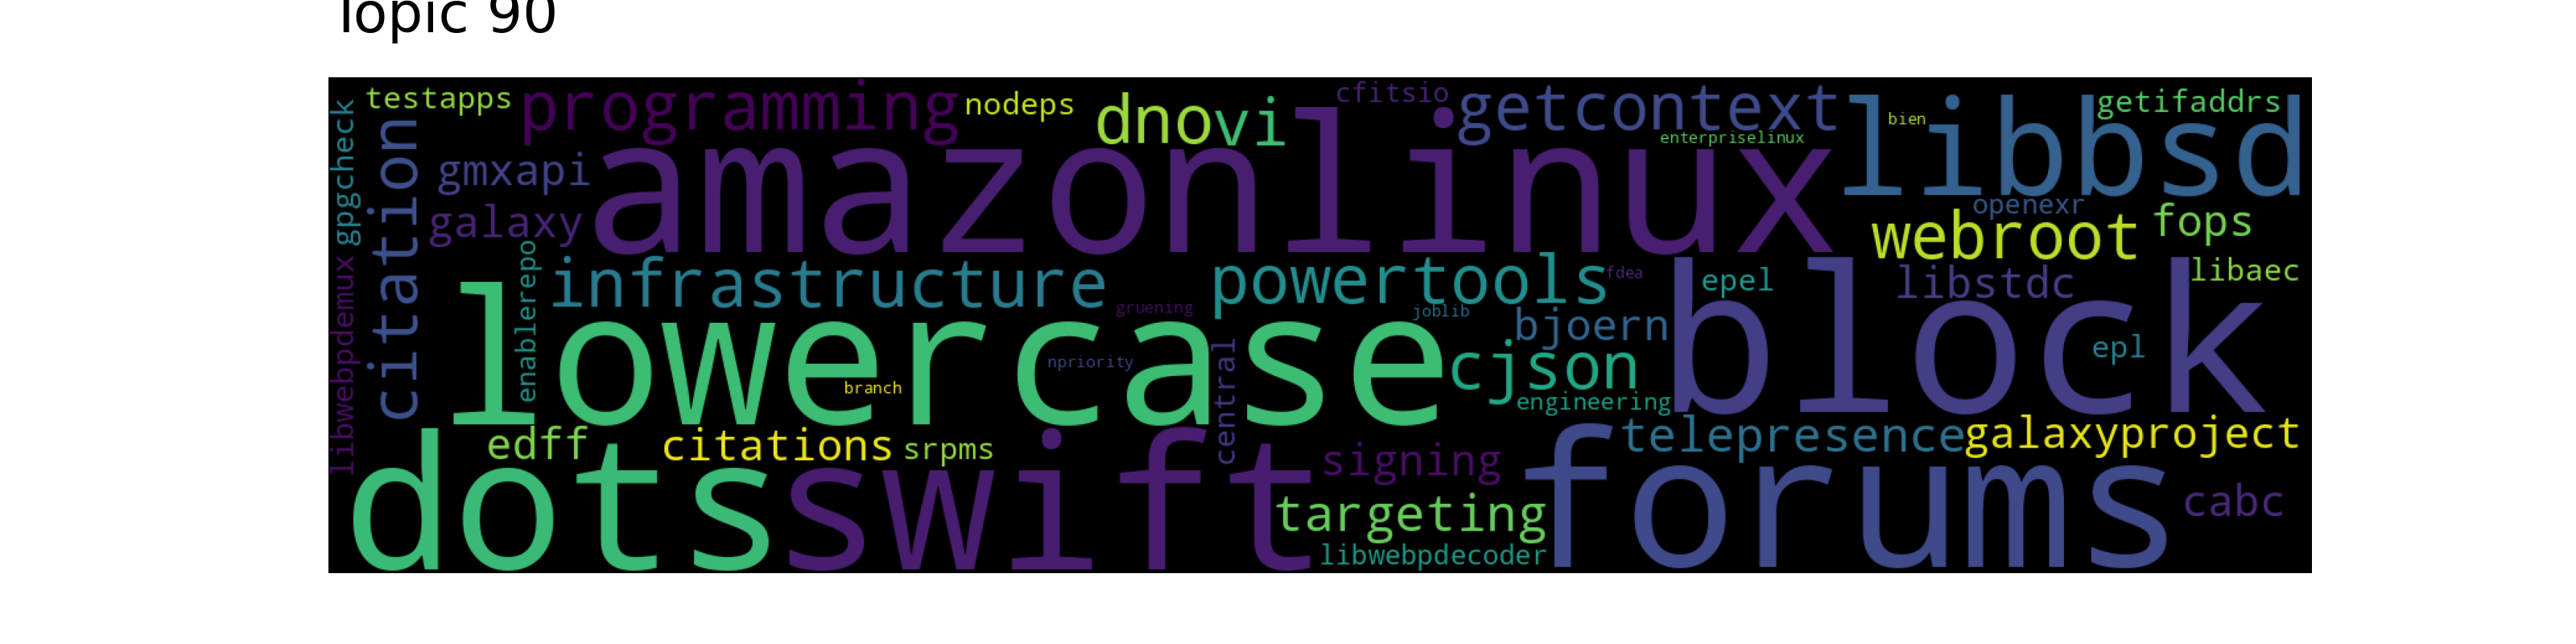 Topic 90
testapps
programming
nodeps
dno
vi
cfitsio
getcontext
libbsd
getifaddrs
bien
enterpriselinux
gpgcheck
citation
gmxapi
amazonlinux
galaxy
openexr
webroot
fops
libwebpdemux
enablerepo
infrastructure
powertools
fdea
epel
libstdc
libaec
gruening
joblib
lowercase
bjoern
block
npriority
branch
central
cjson
epl
engineering
edff
citations
srpms
telepresence
galaxyproject
dots
swift
signing
forums
targeting
cabc
libwebpdecoder